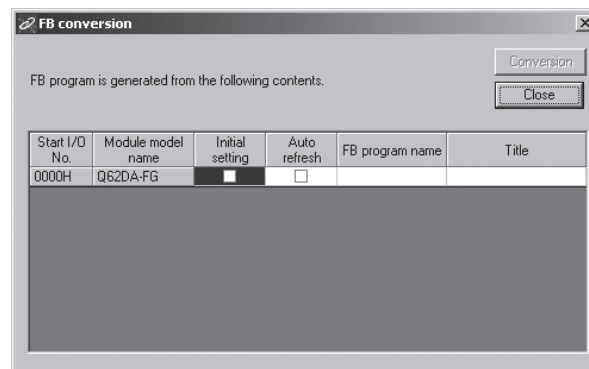 FB conversion
Conversion
FB program is generated from the following contents.
Close
Start I/O No. Module model name Initial setting Auto refresh FB program name Title
0000H Q62DA-FG